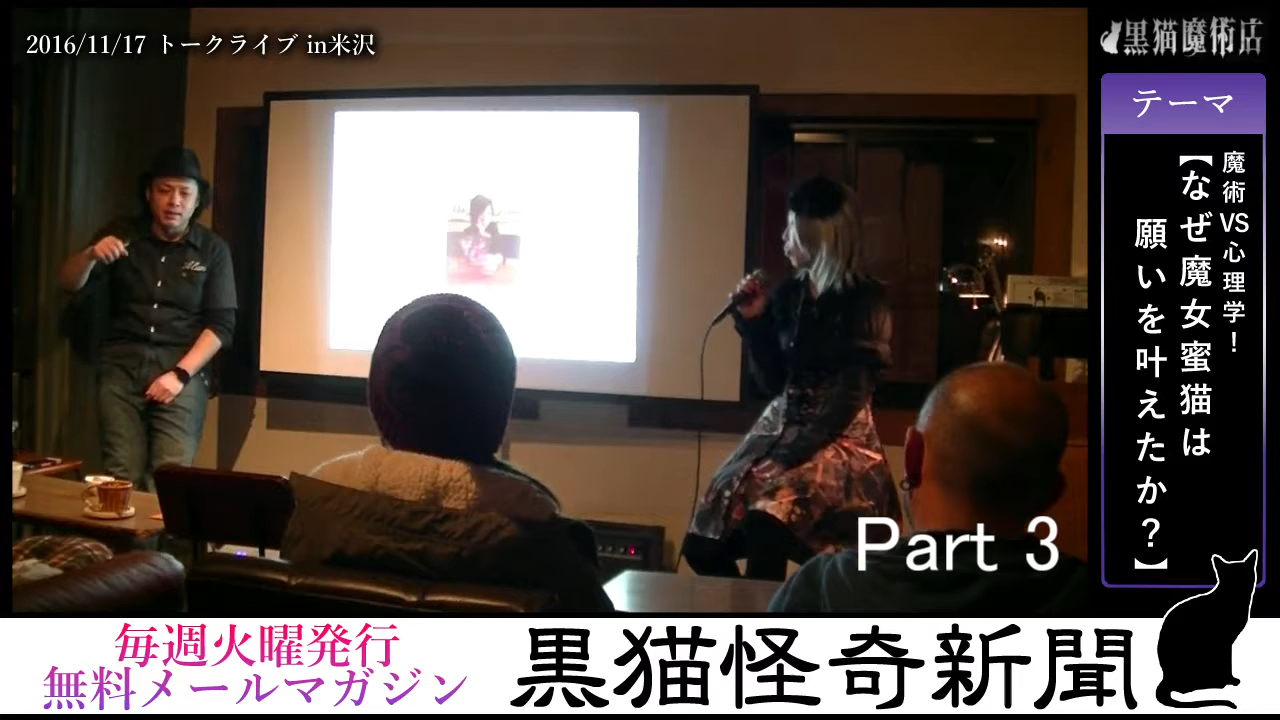 2016/11/17 トークライブ in米沢
黒猫魔術店
テーマ
魔術VS心理学！
【なぜ魔女蜜猫は
願いを叶えたか？】
Part 3
毎週火曜発行
無料メールマガジン
黒猫怪奇新聞